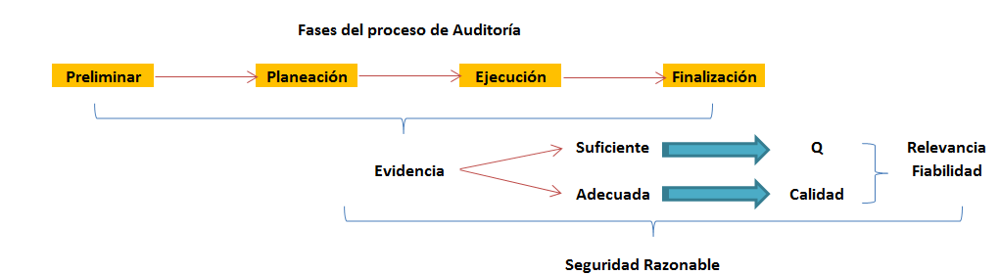 Fases del proceso de Auditoría
Preliminar
Planeación
Ejecución
Finalización
Evidencia
Suficiente
Q
Adecuada
Calidad
Relevancia
Fiabilidad
Seguridad Razonable